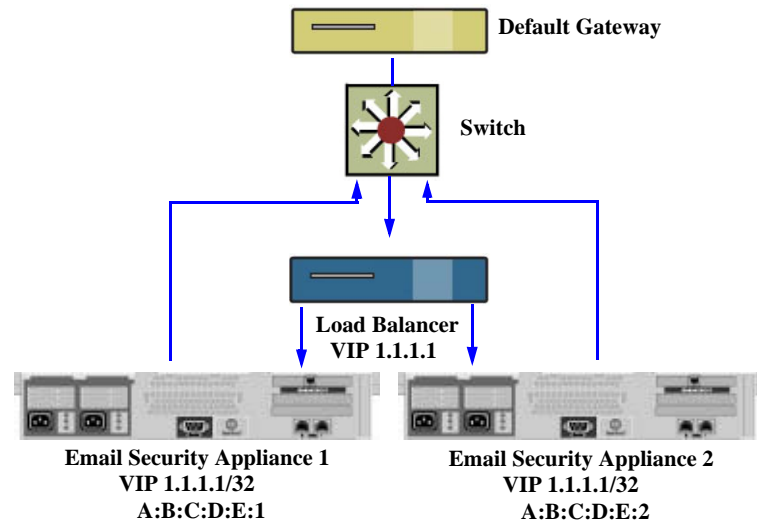 Default Gateway
Switch
Load Balancer
VIP 1.1.1.1
Email Security Appliance 1
VIP 1.1.1.1/32
A:B:C:D:E:1
Email Security Appliance 2
VIP 1.1.1.1/32
A:B:C:D:E:2